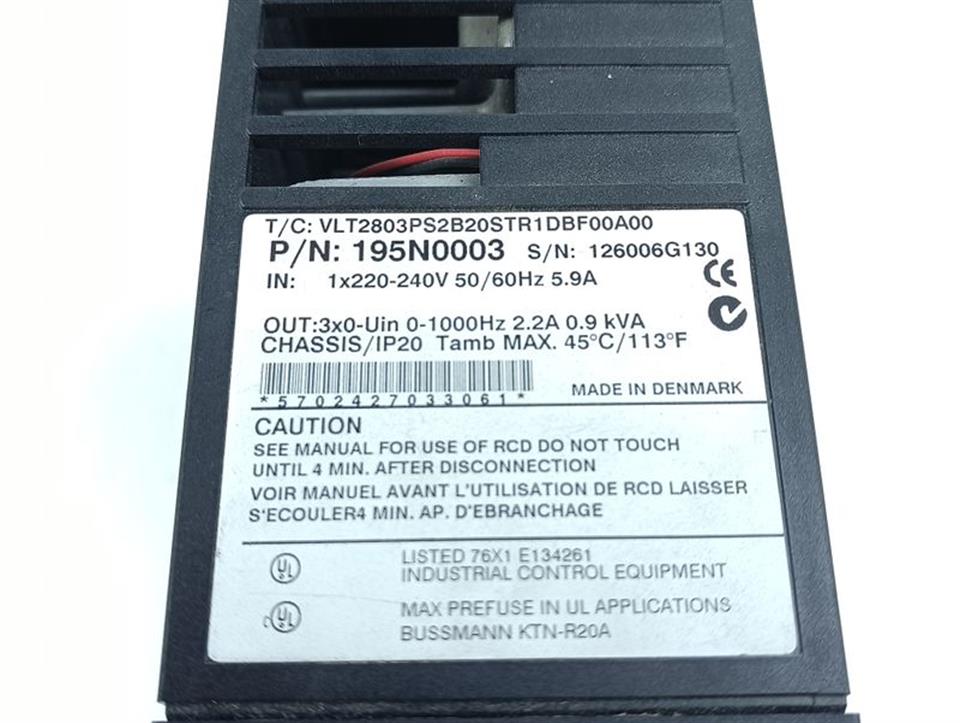 T/C: VLT2803PS2B20STR1DBF00A00
P/N: 195N0003 S/N: 126006G130
IN: 1x220-240V 50/60Hz 5.9A
CE
OUT:3x0-Uin 0-1000Hz 2.2A 0.9 kVA
CHASSIS/IP20 Tamb MAX. 45°C/113°F
*5702427033061*
MADE IN DENMARK
CAUTION
SEE MANUAL FOR USE OF RCD DO NOT TOUCH
UNTIL 4 MIN. AFTER DISCONNECTION
VOIR MANUEL AVANT L'UTILISATION DE RCD LAISSER
S'ECOULER4 MIN. AP. D'EBRANCHAGE
UL LISTED 76X1 E134261
INDUSTRIAL CONTROL EQUIPMENT
UL MAX PREFUSE IN UL APPLICATIONS
BUSSMANN KTN-R20A